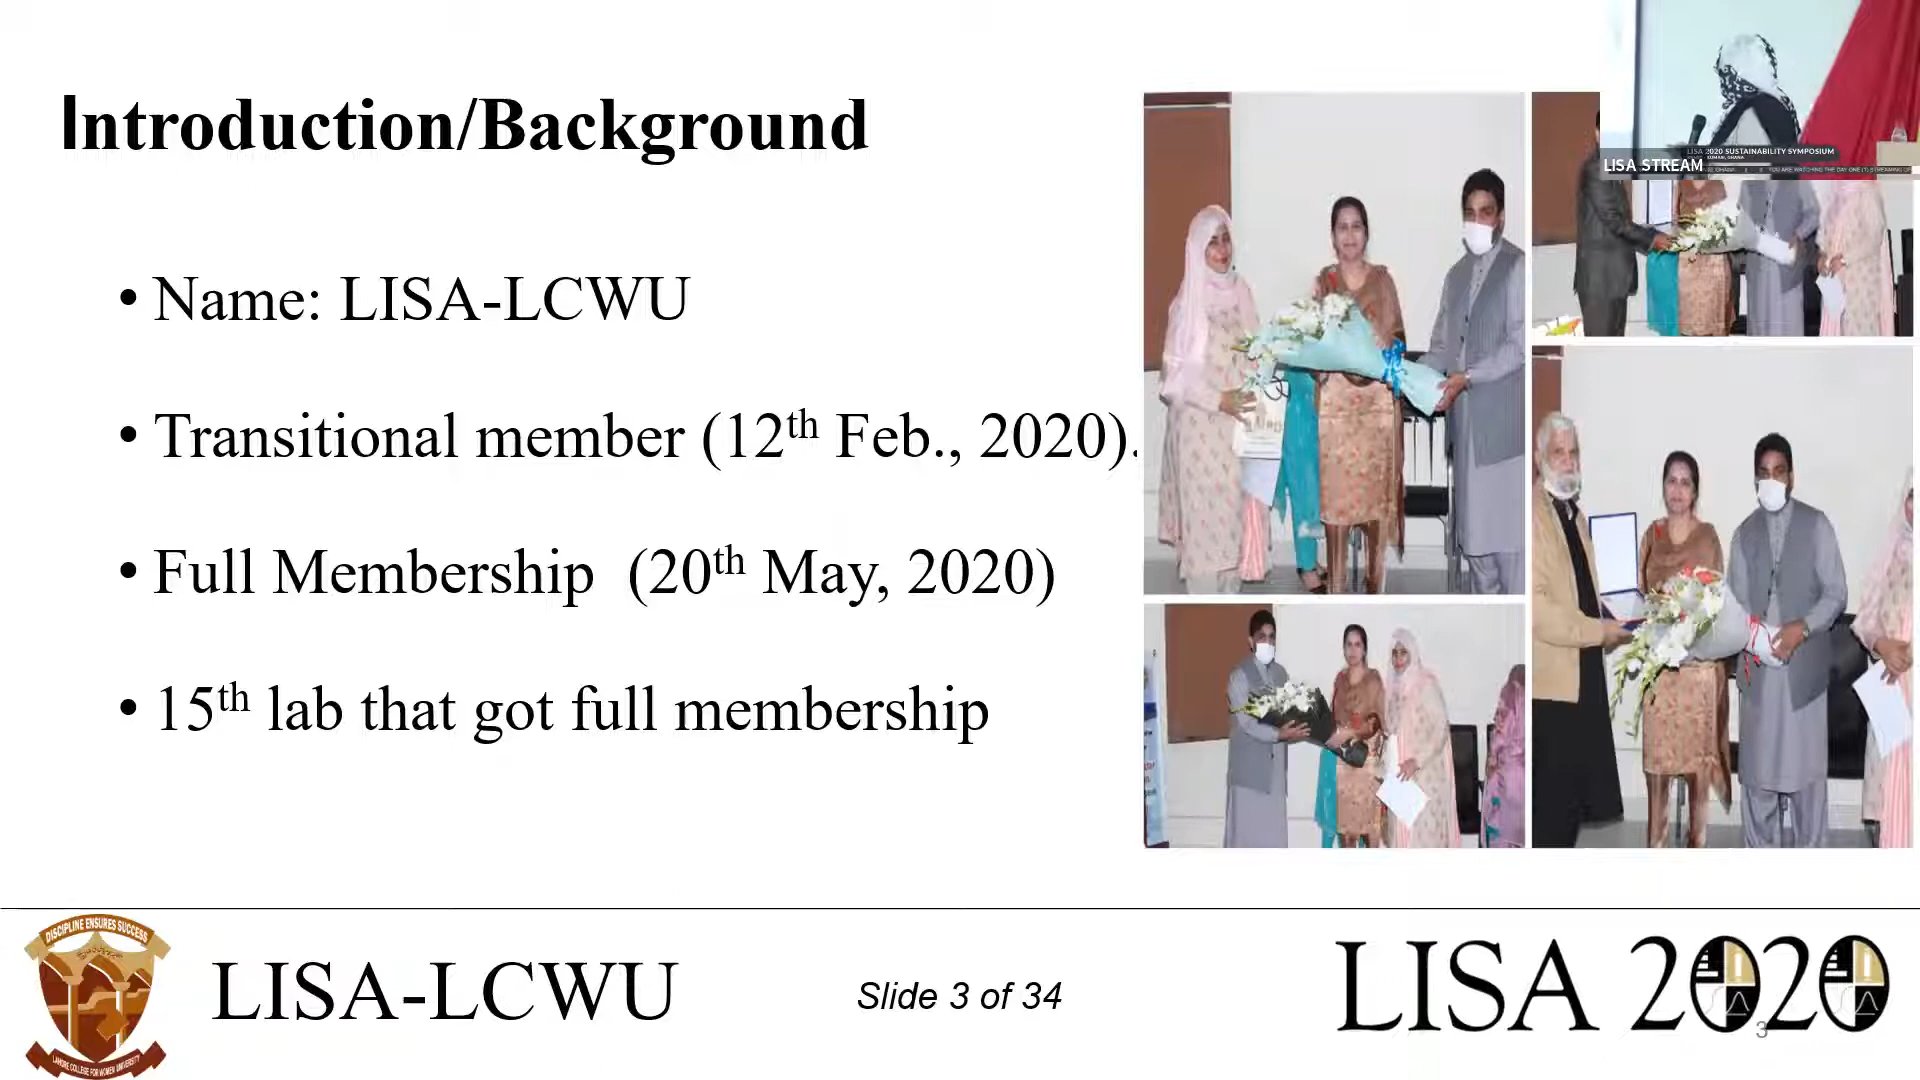 Introduction/Background
• Name: LISA-LCWU
• Transitional member (12th Feb., 2020).
• Full Membership (20th May, 2020)
• 15th lab that got full membership
LISA STREAM
LISA 2020 SUSTAINABILITY SYMPOSIUM
DISCIPLINE ENSURES SUCCESS
LAHORE COLLEGE FOR WOMEN UNIVERSITY
LISA-LCWU
Slide 3 of 34
LISA 2020
3